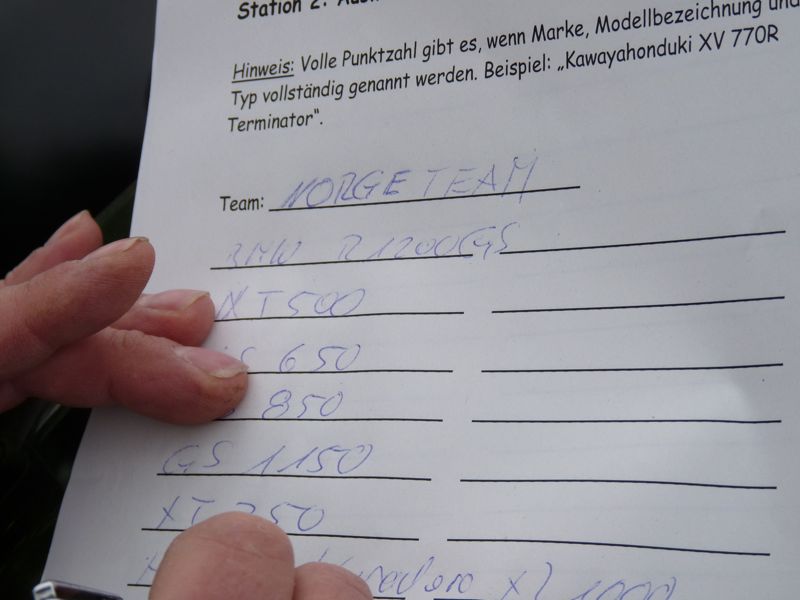 Station 2:
Hinweis: Volle Punktzahl gibt es, wenn Marke, Modellbezeichnung und
Typ vollständig genannt werden. Beispiel: „Kawayahonduki XV 770R
Terminator“.
Team: NORGE TEAM
BMW R1200GS
XT500
650
850
GS 1150
XT
1000